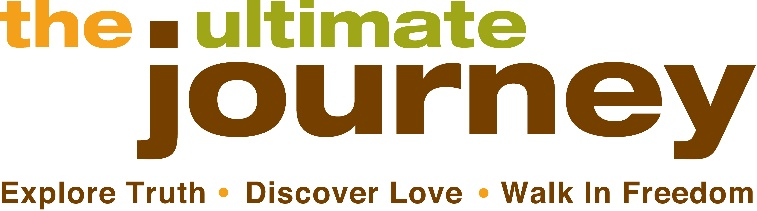 the ultimate
journey
Explore Truth • Discover Love • Walk In Freedom